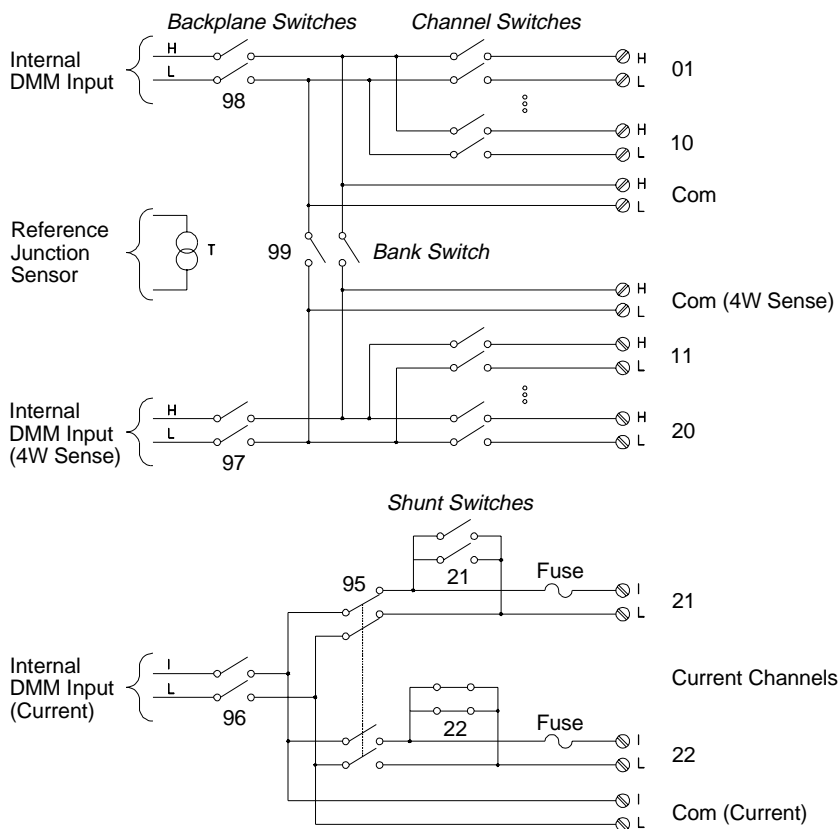 Backplane Switches
Channel Switches
Internal
DMM Input
H
L
98
H
L
01
H
L
10
H
L
Com
Reference
Junction
Sensor
T
99
Bank Switch
H
L
Com (4W Sense)
H
L
11
Internal
DMM Input
(4W Sense)
H
L
97
H
L
20
Shunt Switches
21
95
Fuse
I
L
21
Internal
DMM Input
(Current)
I
L
96
Current Channels
22
Fuse
I
L
22
I
L
Com (Current)